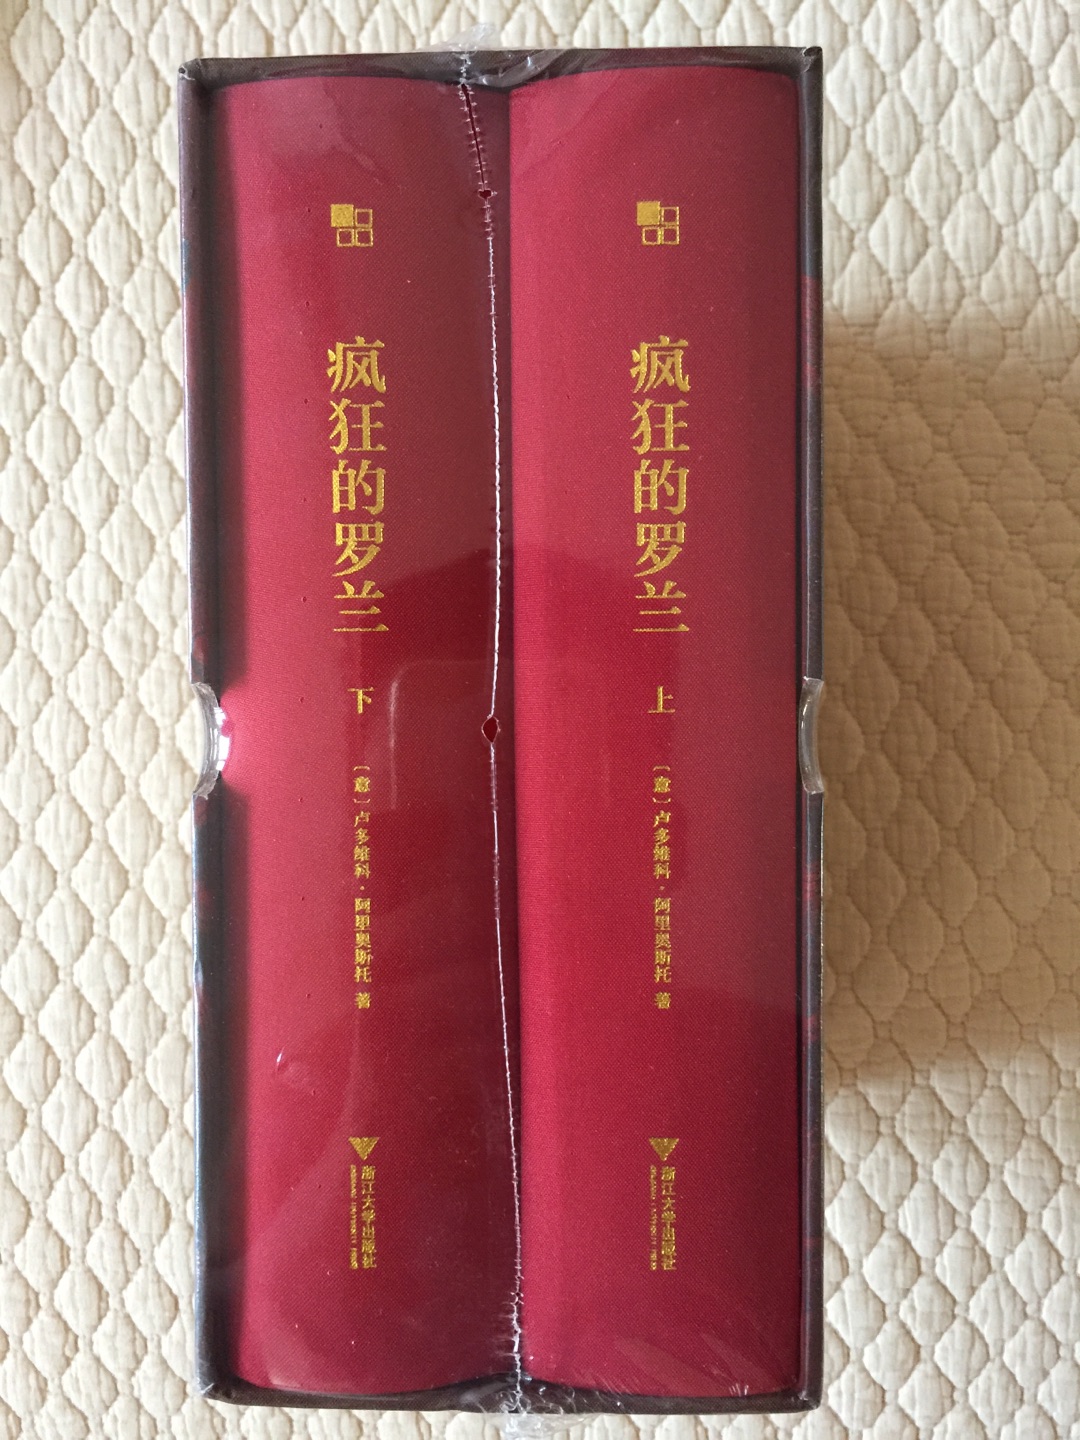 疯狂的罗兰
上
〔意〕卢多维科·阿里奥斯托 著
浙江大学出版社
疯狂的罗兰
下
〔意〕卢多维科·阿里奥斯托 著
浙江大学出版社